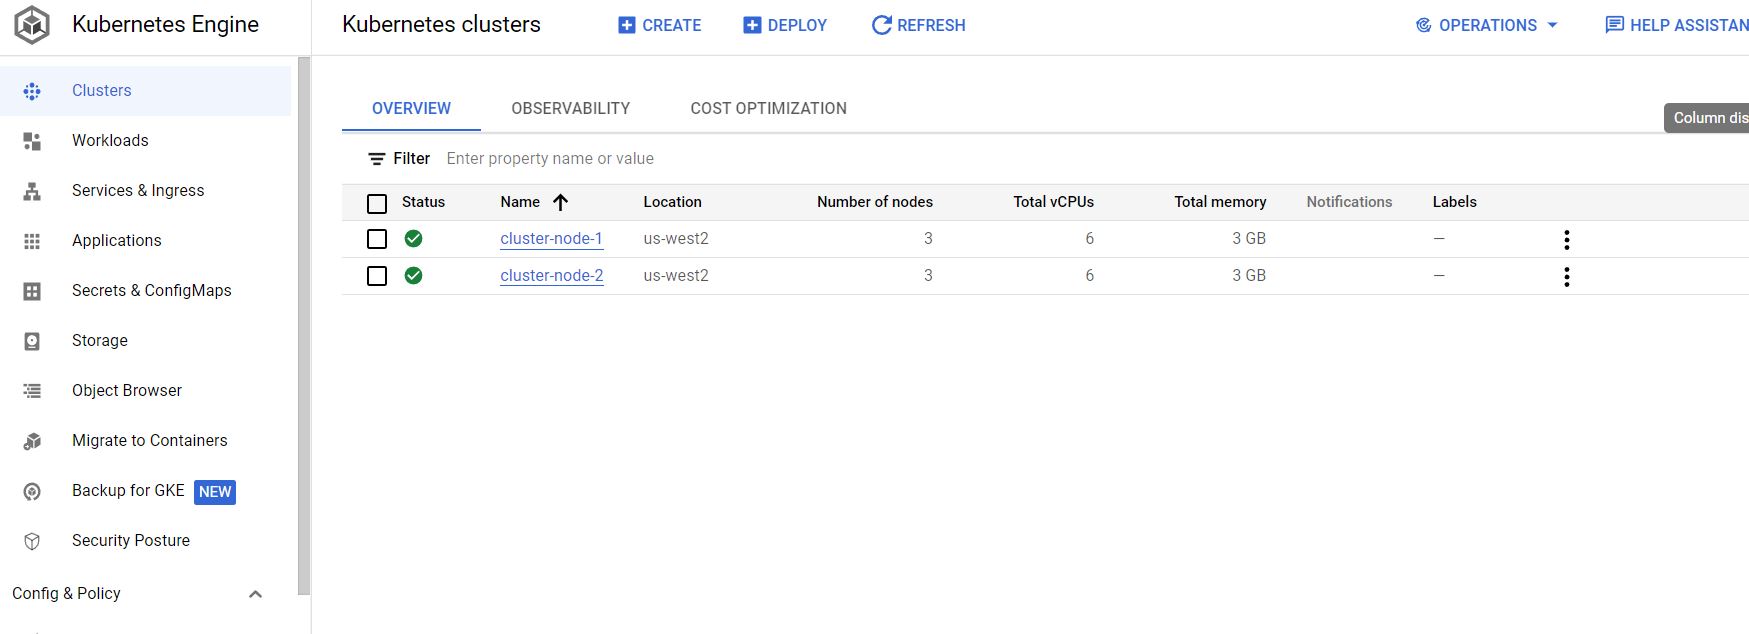 Kubernetes Engine
Kubernetes clusters
CREATE
DEPLOY
REFRESH
OPERATIONS
HELP ASSISTAN
Clusters
Workloads
Services & Ingress
Applications
Secrets & ConfigMaps
Storage
Object Browser
Migrate to Containers
Backup for GKE NEW
Security Posture
Config & Policy
OVERVIEW
OBSERVABILITY
COST OPTIMIZATION
Column dis
Filter Enter property name or value
Status Name Location Number of nodes Total vCPUs Total memory Notifications Labels
cluster-node-1 us-west2 3 6 3 GB —
cluster-node-2 us-west2 3 6 3 GB —